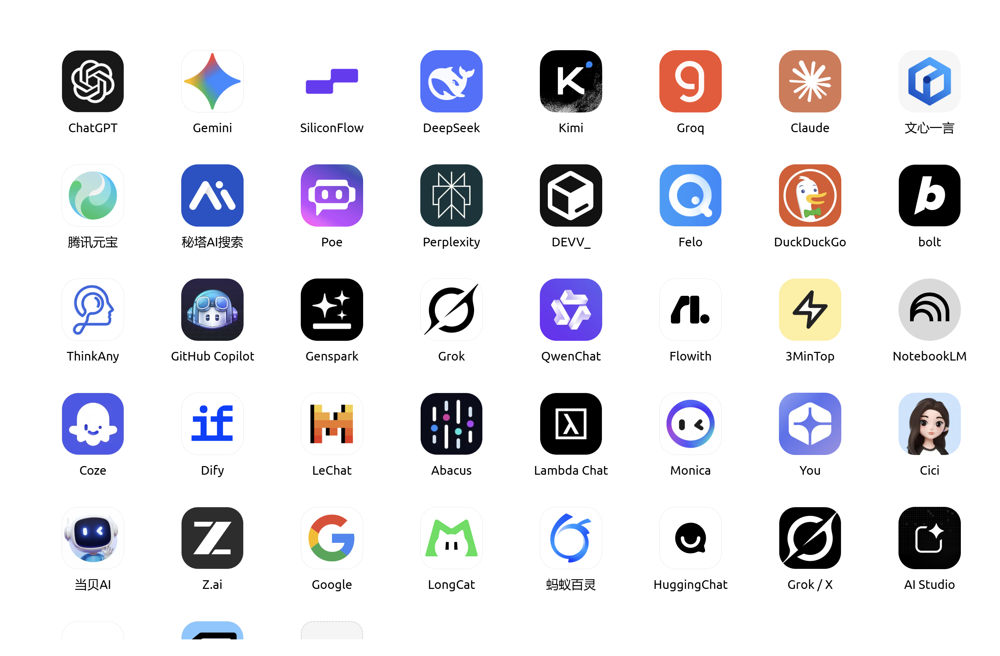 ChatGPT
Gemini
SiliconFlow
DeepSeek
Kimi
Groq
Claude
文心一言
腾讯元宝
秘塔AI搜索
Poe
Perplexity
DEVV_
Felo
DuckDuckGo
bolt
ThinkAny
GitHub Copilot
Genspark
Grok
QwenChat
Flowith
3MinTop
NotebookLM
Coze
Dify
LeChat
Abacus
Lambda Chat
Monica
You
Cici
当贝AI
Z.ai
Google
LongCat
蚂蚁百灵
HuggingChat
Grok / X
AI Studio